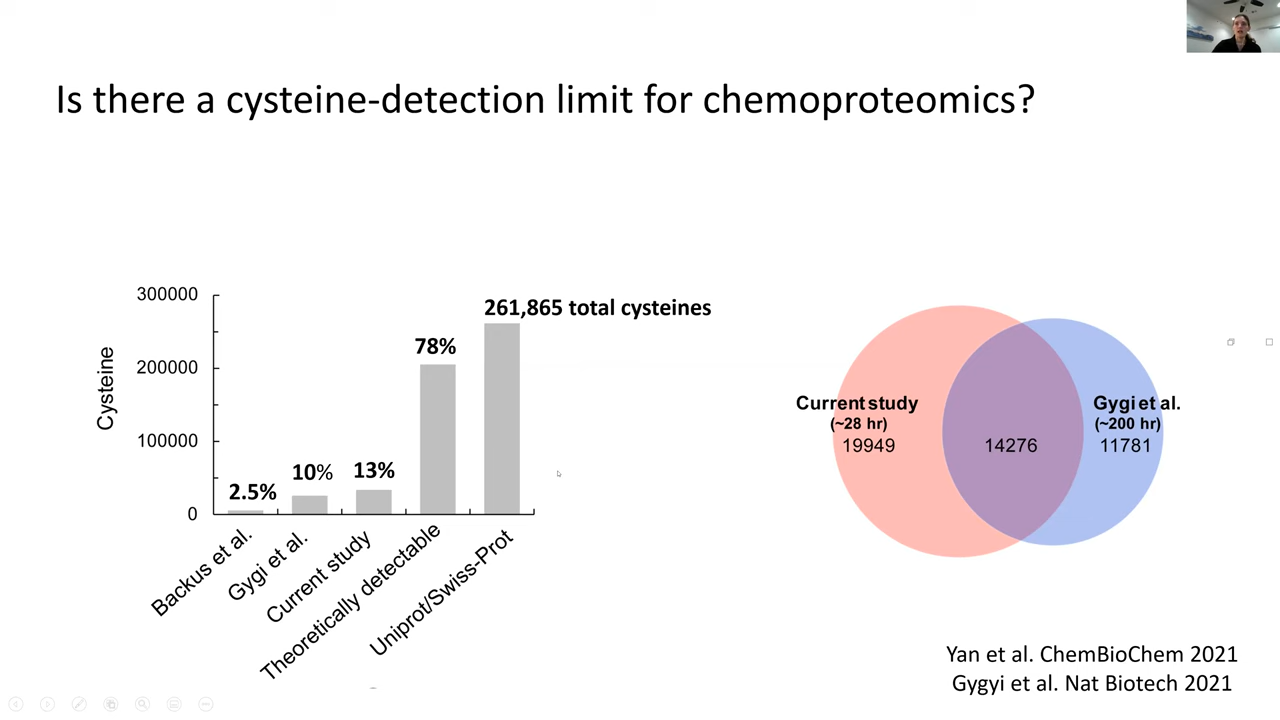 Is there a cysteine-detection limit for chemoproteomics?
300000
200000
100000
0
Cysteine
2.5%
10%
13%
78%
261,865 total cysteines
Backus et al.
Gygi et al.
Current study
Theoretically detectable
Uniprot/Swiss-Prot
Current study
(~28 hr)
19949
14276
Gygi et al.
(~200 hr)
11781
Yan et al. ChemBioChem 2021
Gygyi et al. Nat Biotech 2021